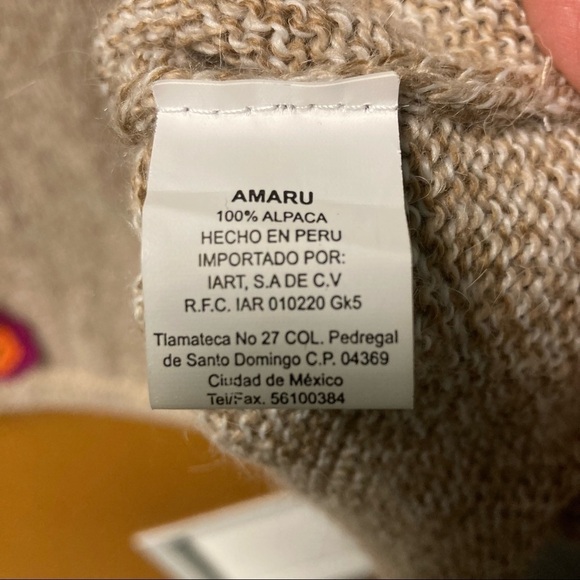 AMARU
100% ALPACA
HECHO EN PERU
IMPORTADO POR:
IART, S.A DE C.V
R.F.C. IAR 010220 Gk5
Tlamateca No 27 COL. Pedregal
de Santo Domingo C.P. 04369
Ciudad de México
Tel/Fax. 56100384